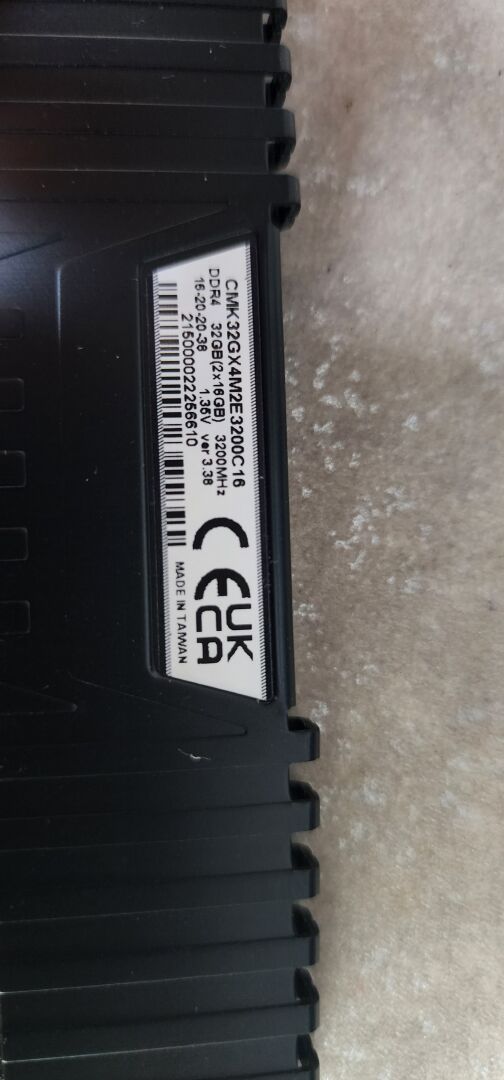 CMK32GX4M2E3200C16
DDR4 32GB(2x16GB) 3200MHz
16-20-20-38 1.35V ver 3.38
2150000222256610
CE
UK
CA
MADE IN TAIWAN